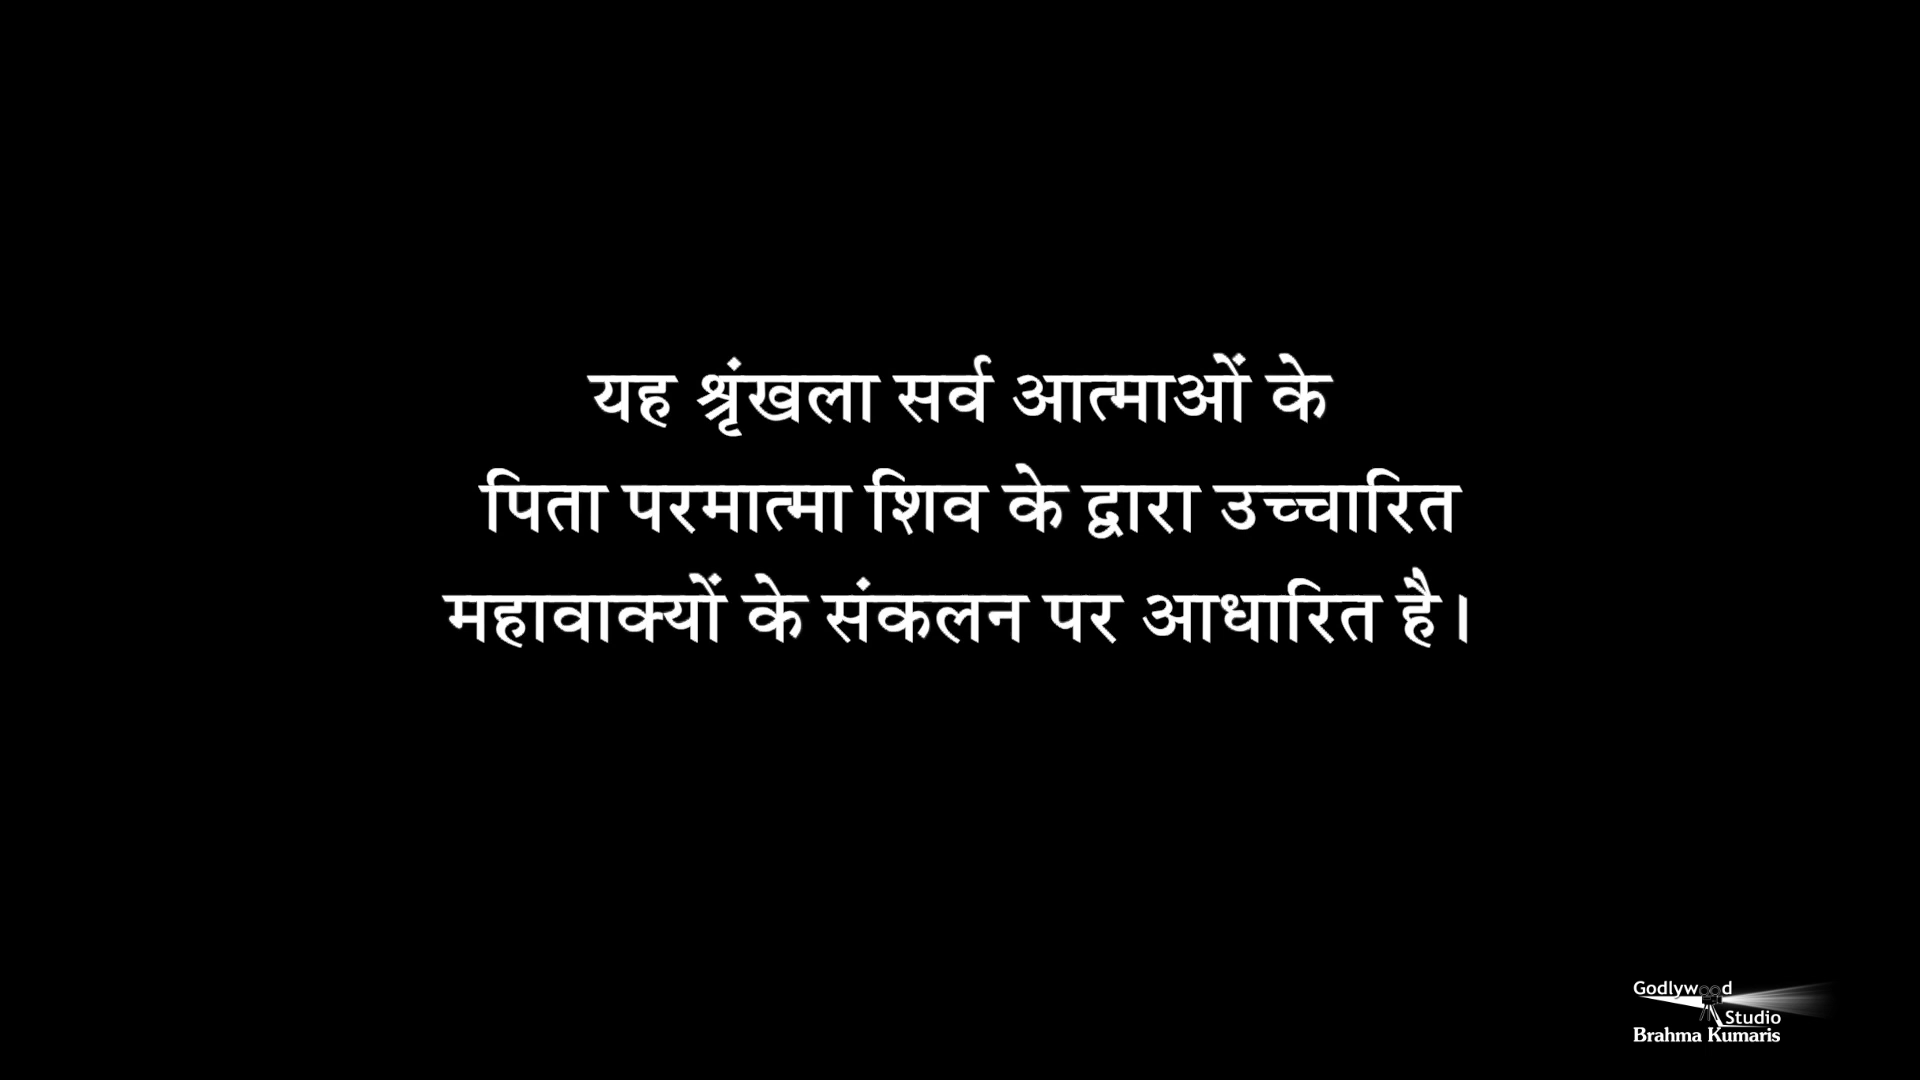 यह श्रृंखला सर्व आत्माओं के
पिता परमात्मा शिव के द्वारा उच्चारित
महावाक्यों के संकलन पर आधारित है।
Godlywood
Studio
Brahma Kumaris